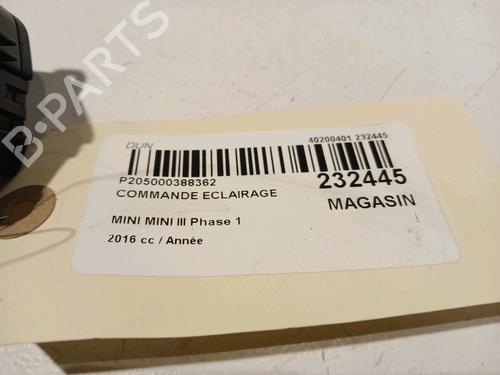 B-PARTS
DUN
40200401 232445
P205000388362
COMMANDE ECLAIRAGE
232445
MAGASIN
MINI MINI III Phase 1
2016 cc / Année